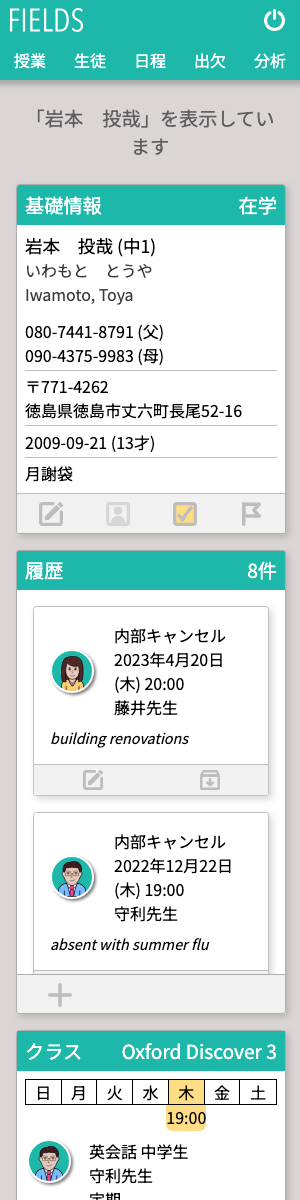 FIELDS
授業 生徒 日程 出欠 分析
「岩本　投哉」を表示してい
ます
基礎情報 在学
岩本　投哉 (中1)
いわもと　とうや
Iwamoto, Toya
080-7441-8791 (父)
090-4375-9983 (母)
〒771-4262
徳島県徳島市丈六町長尾52-16
2009-09-21 (13才)
月謝袋
履歴 8件
内部キャンセル
2023年4月20日
(木) 20:00
藤井先生
building renovations
内部キャンセル
2022年12月22日
(木) 19:00
守利先生
absent with summer flu
クラス Oxford Discover 3
日 月 火 水 木 金 土
19:00
英会話 中学生
守利先生
定期